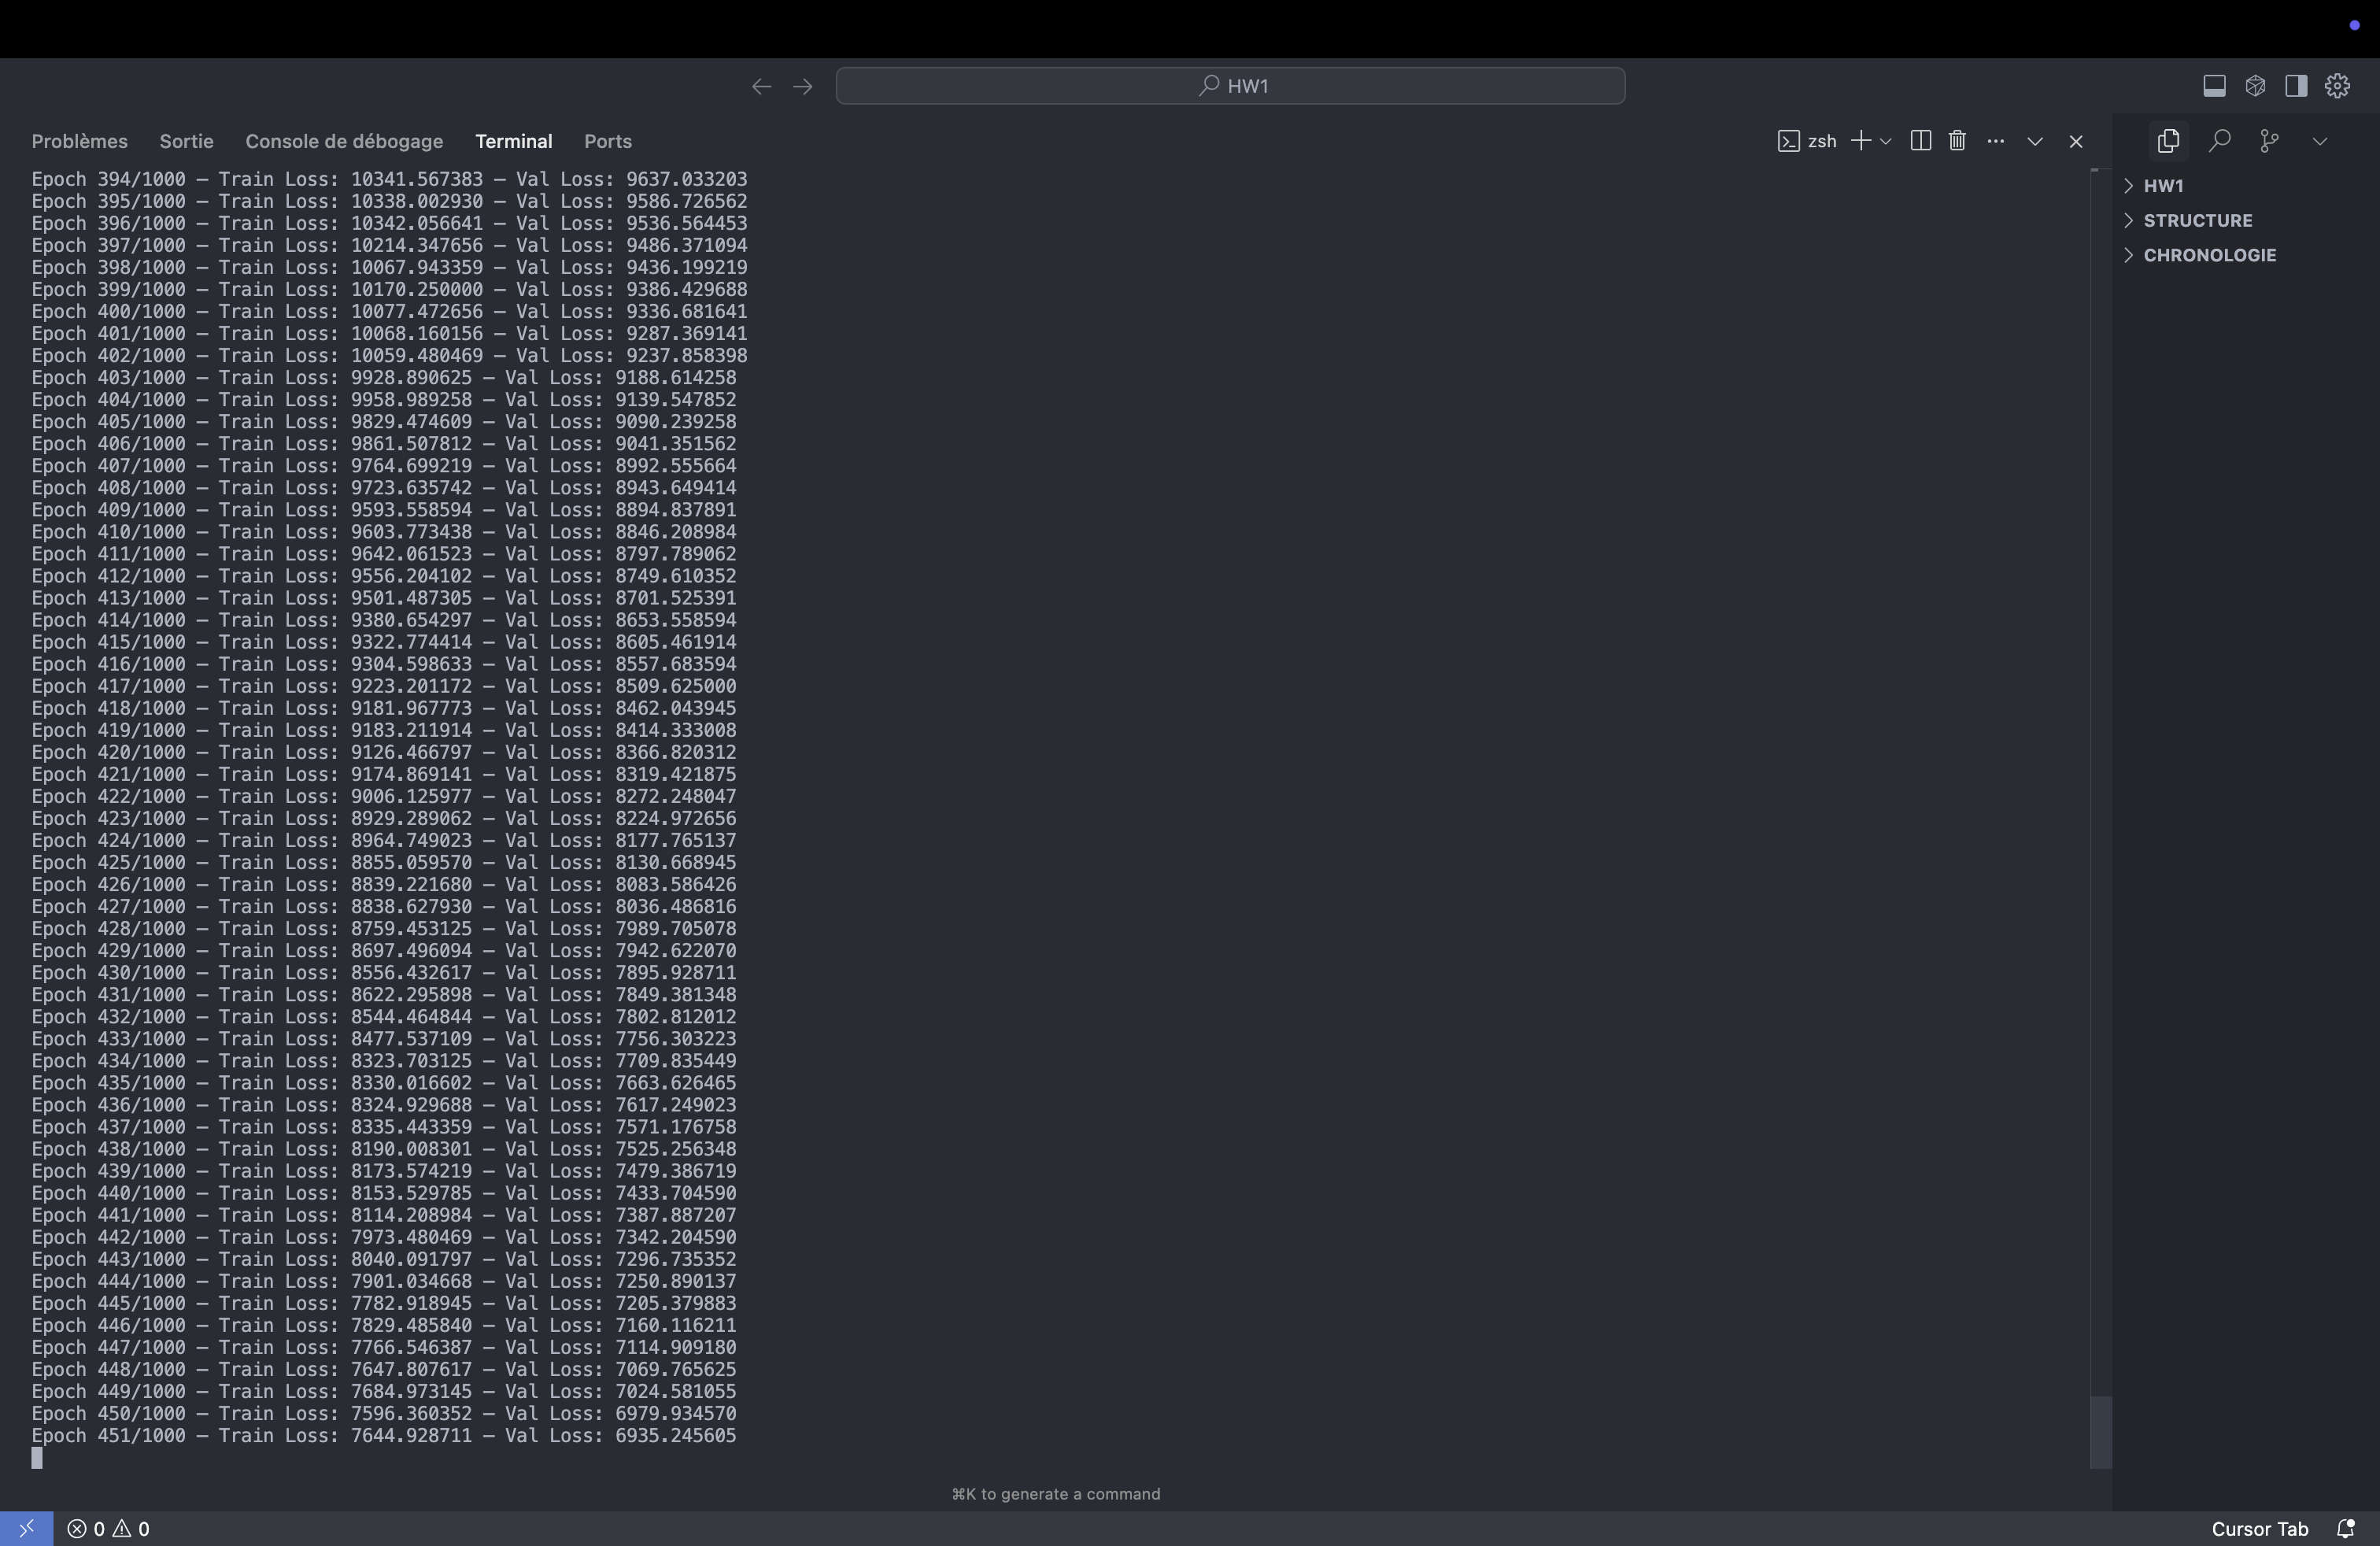 HW1
Problèmes Sortie Console de débogage Terminal Ports zsh
Epoch 394/1000 — Train Loss: 10341.567383 — Val Loss: 9637.033203
Epoch 395/1000 — Train Loss: 10338.002930 — Val Loss: 9586.726562
Epoch 396/1000 — Train Loss: 10342.056641 — Val Loss: 9536.564453
Epoch 397/1000 — Train Loss: 10214.347656 — Val Loss: 9486.371094
Epoch 398/1000 — Train Loss: 10067.943359 — Val Loss: 9436.199219
Epoch 399/1000 — Train Loss: 10170.250000 — Val Loss: 9386.429688
Epoch 400/1000 — Train Loss: 10077.472656 — Val Loss: 9336.681641
Epoch 401/1000 — Train Loss: 10068.160156 — Val Loss: 9287.369141
Epoch 402/1000 — Train Loss: 10059.480469 — Val Loss: 9237.858398
Epoch 403/1000 — Train Loss: 9928.890625 — Val Loss: 9188.614258
Epoch 404/1000 — Train Loss: 9958.989258 — Val Loss: 9139.547852
Epoch 405/1000 — Train Loss: 9829.474609 — Val Loss: 9090.239258
Epoch 406/1000 — Train Loss: 9861.507812 — Val Loss: 9041.351562
Epoch 407/1000 — Train Loss: 9764.699219 — Val Loss: 8992.555664
Epoch 408/1000 — Train Loss: 9723.635742 — Val Loss: 8943.649414
Epoch 409/1000 — Train Loss: 9593.558594 — Val Loss: 8894.837891
Epoch 410/1000 — Train Loss: 9603.773438 — Val Loss: 8846.208984
Epoch 411/1000 — Train Loss: 9642.061523 — Val Loss: 8797.789062
Epoch 412/1000 — Train Loss: 9556.204102 — Val Loss: 8749.610352
Epoch 413/1000 — Train Loss: 9501.487305 — Val Loss: 8701.525391
Epoch 414/1000 — Train Loss: 9380.654297 — Val Loss: 8653.558594
Epoch 415/1000 — Train Loss: 9322.774414 — Val Loss: 8605.461914
Epoch 416/1000 — Train Loss: 9304.598633 — Val Loss: 8557.683594
Epoch 417/1000 — Train Loss: 9223.201172 — Val Loss: 8509.625000
Epoch 418/1000 — Train Loss: 9181.967773 — Val Loss: 8462.043945
Epoch 419/1000 — Train Loss: 9183.211914 — Val Loss: 8414.333008
Epoch 420/1000 — Train Loss: 9126.466797 — Val Loss: 8366.820312
Epoch 421/1000 — Train Loss: 9174.869141 — Val Loss: 8319.421875
Epoch 422/1000 — Train Loss: 9006.125977 — Val Loss: 8272.248047
Epoch 423/1000 — Train Loss: 8929.289062 — Val Loss: 8224.972656
Epoch 424/1000 — Train Loss: 8964.749023 — Val Loss: 8177.765137
Epoch 425/1000 — Train Loss: 8855.059570 — Val Loss: 8130.668945
Epoch 426/1000 — Train Loss: 8839.221680 — Val Loss: 8083.586426
Epoch 427/1000 — Train Loss: 8838.627930 — Val Loss: 8036.486816
Epoch 428/1000 — Train Loss: 8759.453125 — Val Loss: 7989.705078
Epoch 429/1000 — Train Loss: 8697.496094 — Val Loss: 7942.622070
Epoch 430/1000 — Train Loss: 8556.432617 — Val Loss: 7895.928711
Epoch 431/1000 — Train Loss: 8622.295898 — Val Loss: 7849.381348
Epoch 432/1000 — Train Loss: 8544.464844 — Val Loss: 7802.812012
Epoch 433/1000 — Train Loss: 8477.537109 — Val Loss: 7756.303223
Epoch 434/1000 — Train Loss: 8323.703125 — Val Loss: 7709.835449
Epoch 435/1000 — Train Loss: 8330.016602 — Val Loss: 7663.626465
Epoch 436/1000 — Train Loss: 8324.929688 — Val Loss: 7617.249023
Epoch 437/1000 — Train Loss: 8335.443359 — Val Loss: 7571.176758
Epoch 438/1000 — Train Loss: 8190.008301 — Val Loss: 7525.256348
Epoch 439/1000 — Train Loss: 8173.574219 — Val Loss: 7479.386719
Epoch 440/1000 — Train Loss: 8153.529785 — Val Loss: 7433.704590
Epoch 441/1000 — Train Loss: 8114.208984 — Val Loss: 7387.887207
Epoch 442/1000 — Train Loss: 7973.480469 — Val Loss: 7342.204590
Epoch 443/1000 — Train Loss: 8040.091797 — Val Loss: 7296.735352
Epoch 444/1000 — Train Loss: 7901.034668 — Val Loss: 7250.890137
Epoch 445/1000 — Train Loss: 7782.918945 — Val Loss: 7205.379883
Epoch 446/1000 — Train Loss: 7829.485840 — Val Loss: 7160.116211
Epoch 447/1000 — Train Loss: 7766.546387 — Val Loss: 7114.909180
Epoch 448/1000 — Train Loss: 7647.807617 — Val Loss: 7069.765625
Epoch 449/1000 — Train Loss: 7684.973145 — Val Loss: 7024.581055
Epoch 450/1000 — Train Loss: 7596.360352 — Val Loss: 6979.934570
Epoch 451/1000 — Train Loss: 7644.928711 — Val Loss: 6935.245605
⌘K to generate a command
HW1
STRUCTURE
CHRONOLOGIE
0 0
Cursor Tab